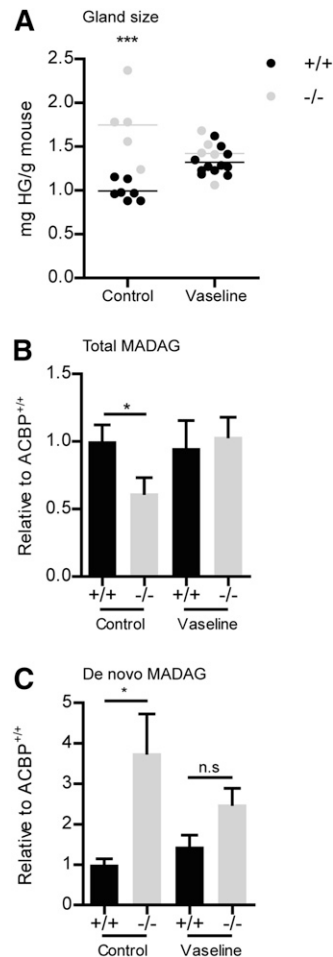 A
Gland size
***
+/+
-/-
mg HG/g mouse
2.5
2.0
1.5
1.0
0.5
0.0
Control Vaseline
B
Total MADAG
*
Relative to ACBP+/+
1.5
1.0
0.5
0.0
+/+ -/- +/+ -/-
Control Vaseline
C
De novo MADAG
*
n.s
Relative to ACBP+/+
5
4
3
2
1
0
+/+ -/- +/+ -/-
Control Vaseline